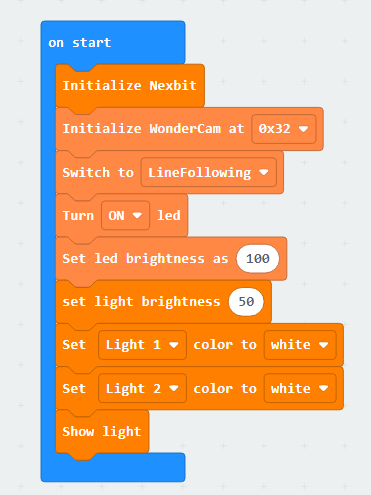 on start
Initialize Nexbit
Initialize WonderCam at 0x32
Switch to LineFollowing
Turn ON led
Set led brightness as 100
set light brightness 50
Set Light 1 color to white
Set Light 2 color to white
Show light